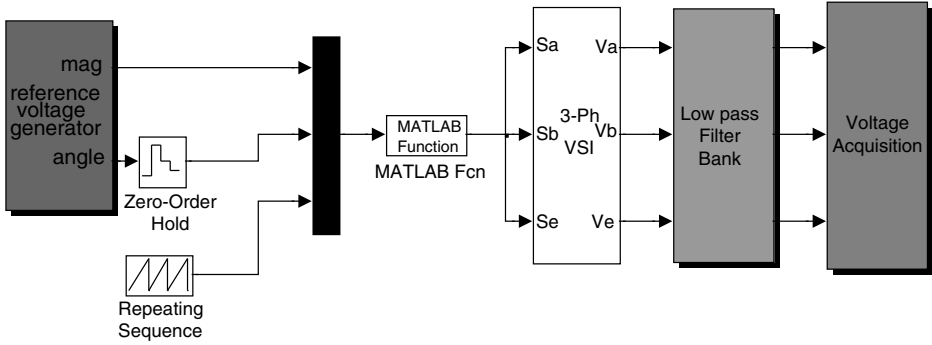 mag
reference
voltage
generator
angle
Zero-Order
Hold
Repeating
Sequence
MATLAB
Function
MATLAB Fcn
Sa
Va
Sb
3-Ph
VSI
Vb
Se
Ve
Low pass
Filter
Bank
Voltage
Acquisition